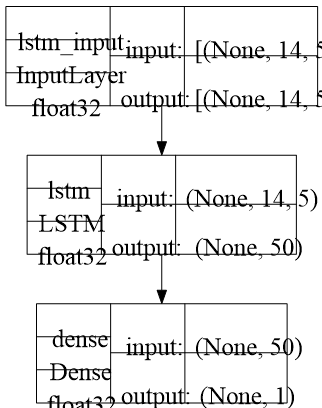 lstm_input
InputLayer
float32
input: [(None, 14, 5
output: [(None, 14, 5
lstm
LSTM
float32
input: (None, 14, 5)
output: (None, 50)
dense
Dense
float32
input: (None, 50)
output: (None, 1)